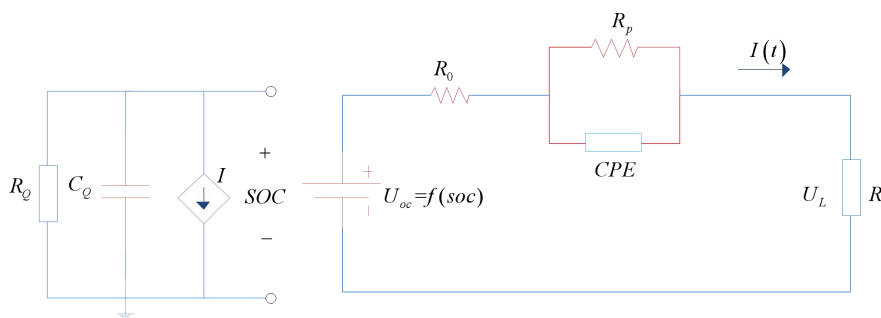 R_p
I(t)
R_0
CPE
R_Q
C_Q
I
+
SOC
−
+
U_oc=f(soc)
U_L
R